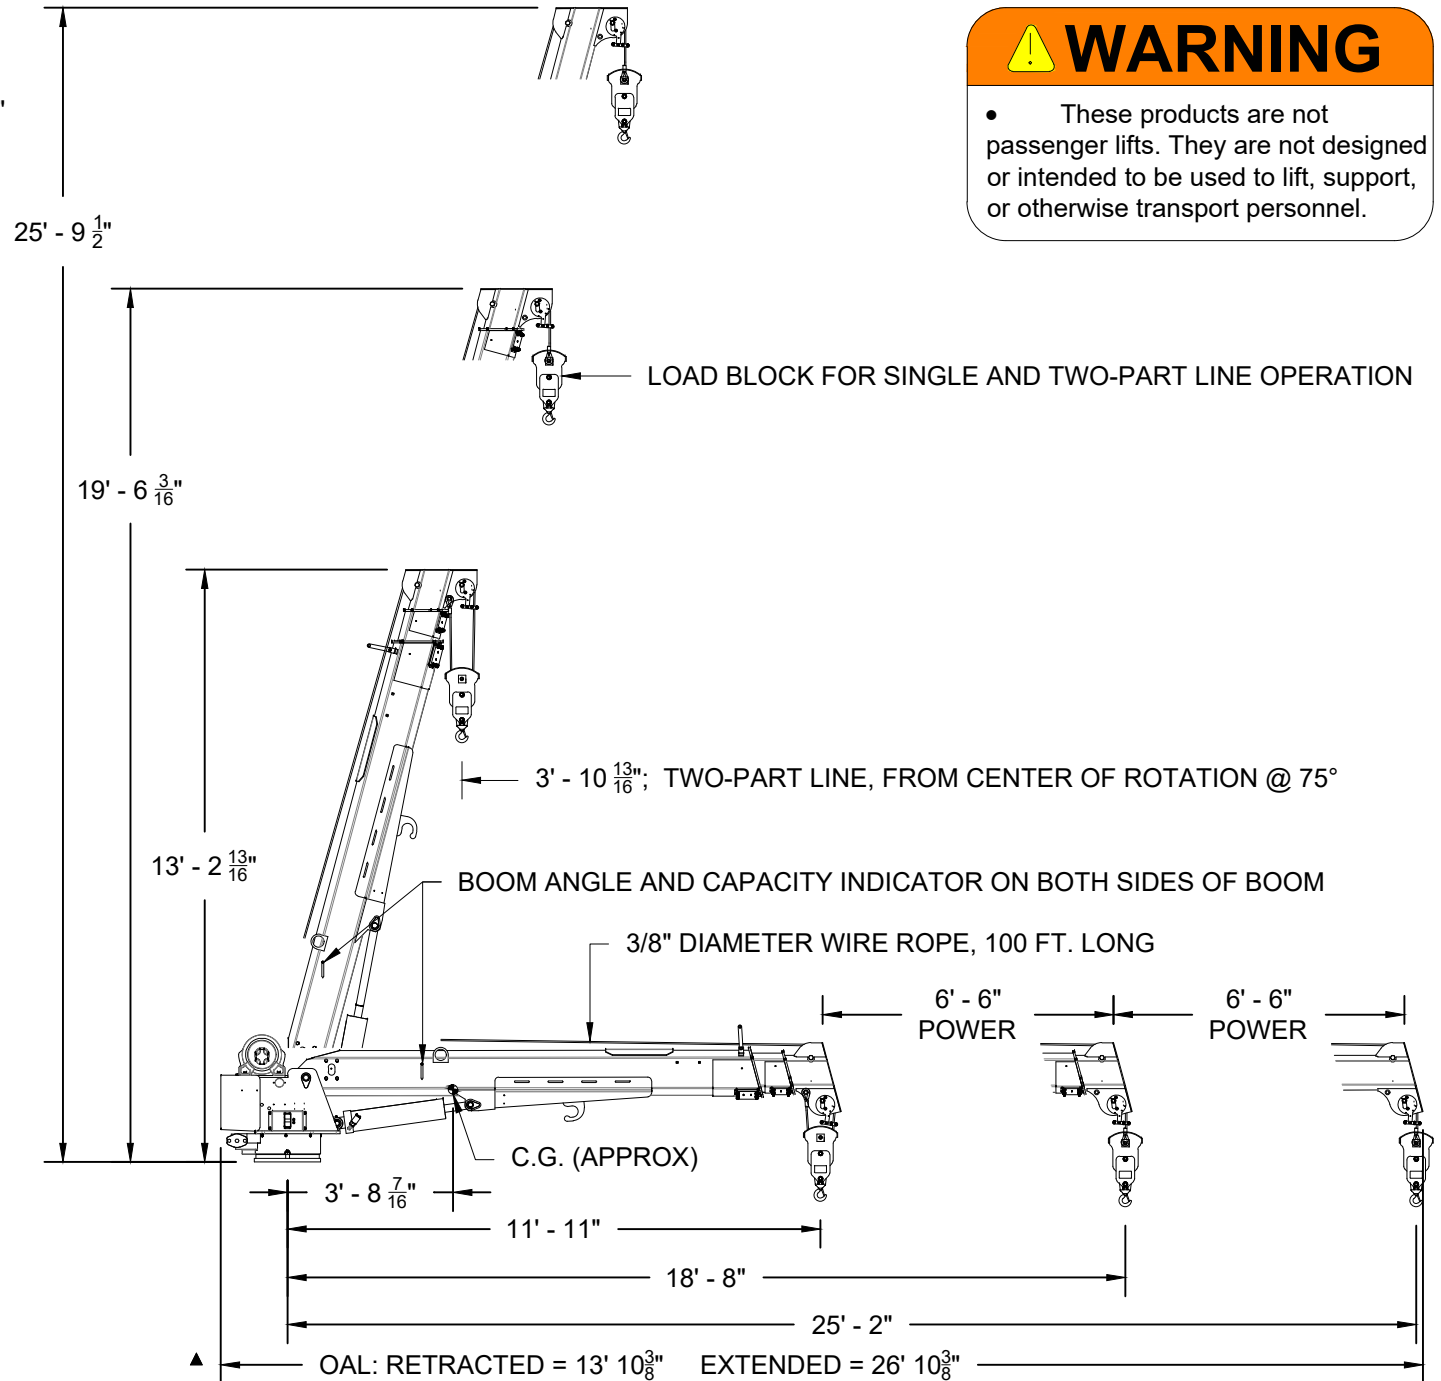 WARNING
• These products are not
passenger lifts. They are not designed
or intended to be used to lift, support,
or otherwise transport personnel.
'
25' - 9 1/2"
LOAD BLOCK FOR SINGLE AND TWO-PART LINE OPERATION
19' - 6 3/16"
3' - 10 13/16"; TWO-PART LINE, FROM CENTER OF ROTATION @ 75°
13' - 2 13/16"
BOOM ANGLE AND CAPACITY INDICATOR ON BOTH SIDES OF BOOM
3/8" DIAMETER WIRE ROPE, 100 FT. LONG
6' - 6"
POWER
6' - 6"
POWER
C.G. (APPROX)
3' - 8 7/16"
11' - 11"
18' - 8"
25' - 2"
▲ OAL: RETRACTED = 13' 10 3/8" EXTENDED = 26' 10 3/8"